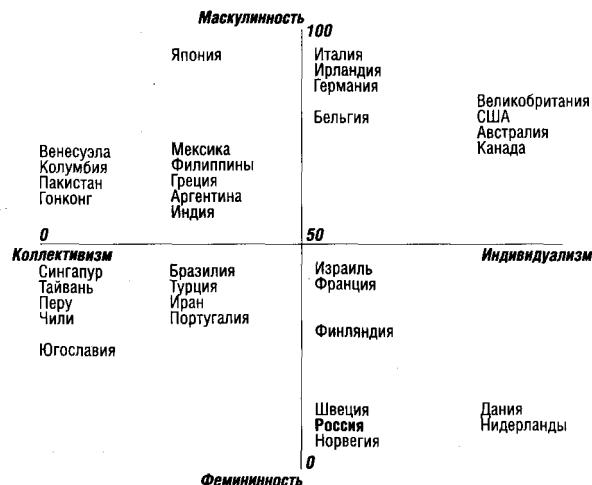 Маскулинность
100
Япония
Италия
Ирландия
Германия
Бельгия
Великобритания
США
Австралия
Канада
Венесуэла
Колумбия
Пакистан
Гонконг
Мексика
Филиппины
Греция
Аргентина
Индия
0
50
Коллективизм
Индивидуализм
Сингапур
Тайвань
Перу
Чили
Югославия
Бразилия
Турция
Иран
Португалия
Израиль
Франция
Финляндия
Швеция
Россия
Норвегия
Дания
Нидерланды
0
Фемининность